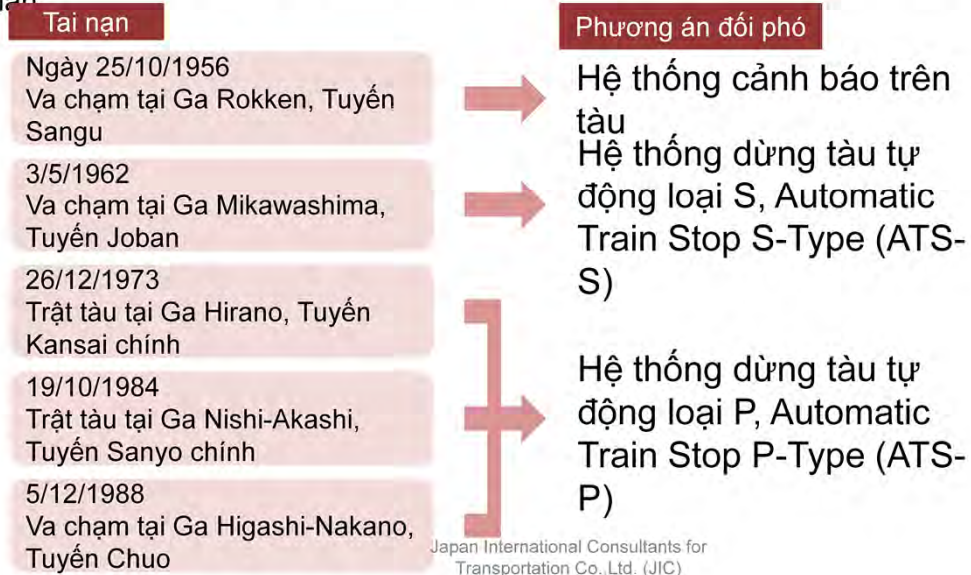 Tai nạn
Phương án đối phó
Ngày 25/10/1956
Va chạm tại Ga Rokken, Tuyến
Sangu
Hệ thống cảnh báo trên
tàu
3/5/1962
Va chạm tại Ga Mikawashima,
Tuyến Joban
Hệ thống dừng tàu tự
động loại S, Automatic
Train Stop S-Type (ATS-
S)
26/12/1973
Trật tàu tại Ga Hirano, Tuyến
Kansai chính
19/10/1984
Trật tàu tại Ga Nishi-Akashi,
Tuyến Sanyo chính
5/12/1988
Va chạm tại Ga Higashi-Nakano,
Tuyến Chuo
Hệ thống dừng tàu tự
động loại P, Automatic
Train Stop P-Type (ATS-
P)
Japan International Consultants for
Transportation Co.,Ltd. (JIC)